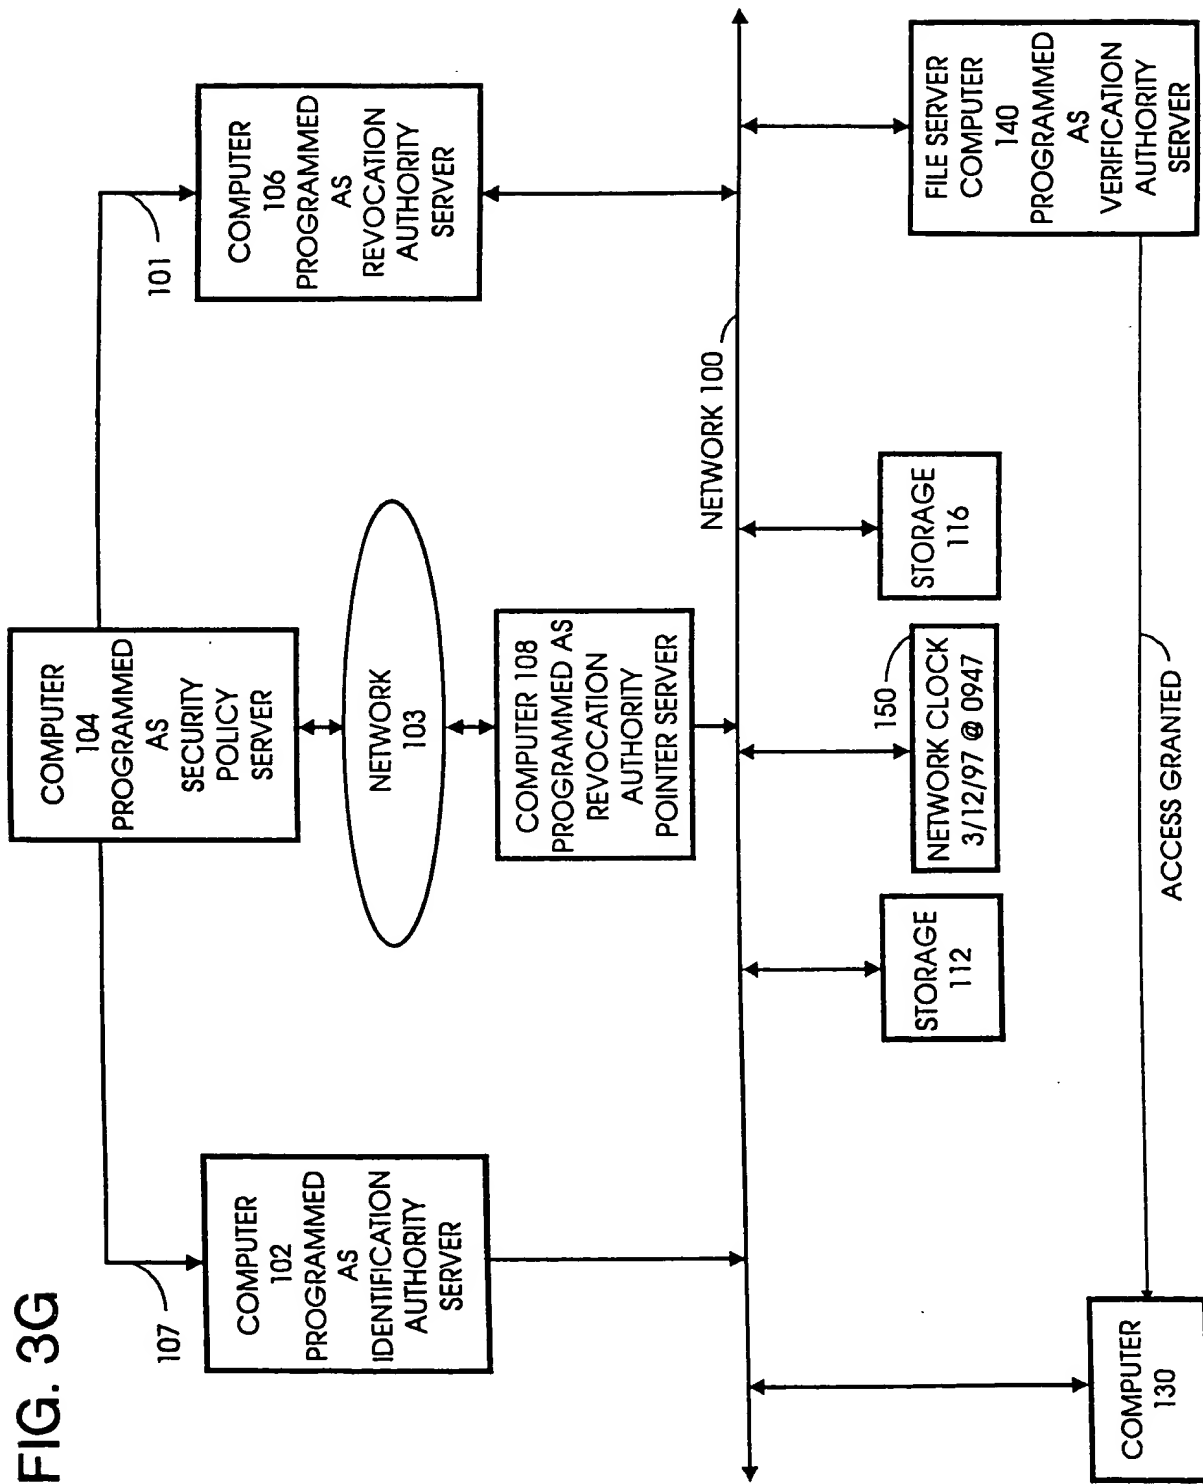 FIG. 3G
COMPUTER
104
PROGRAMMED
AS
SECURITY
POLICY
SERVER
107
101
COMPUTER
102
PROGRAMMED
AS
IDENTIFICATION
AUTHORITY
SERVER
NETWORK
103
COMPUTER
106
PROGRAMMED
AS
REVOCATION
AUTHORITY
SERVER
COMPUTER 108
PROGRAMMED AS
REVOCATION
AUTHORITY
POINTER SERVER
NETWORK 100
STORAGE
112
150
NETWORK CLOCK
3/12/97 @ 0947
STORAGE
116
FILE SERVER
COMPUTER
140
PROGRAMMED
AS
VERIFICATION
AUTHORITY
SERVER
COMPUTER
130
ACCESS GRANTED